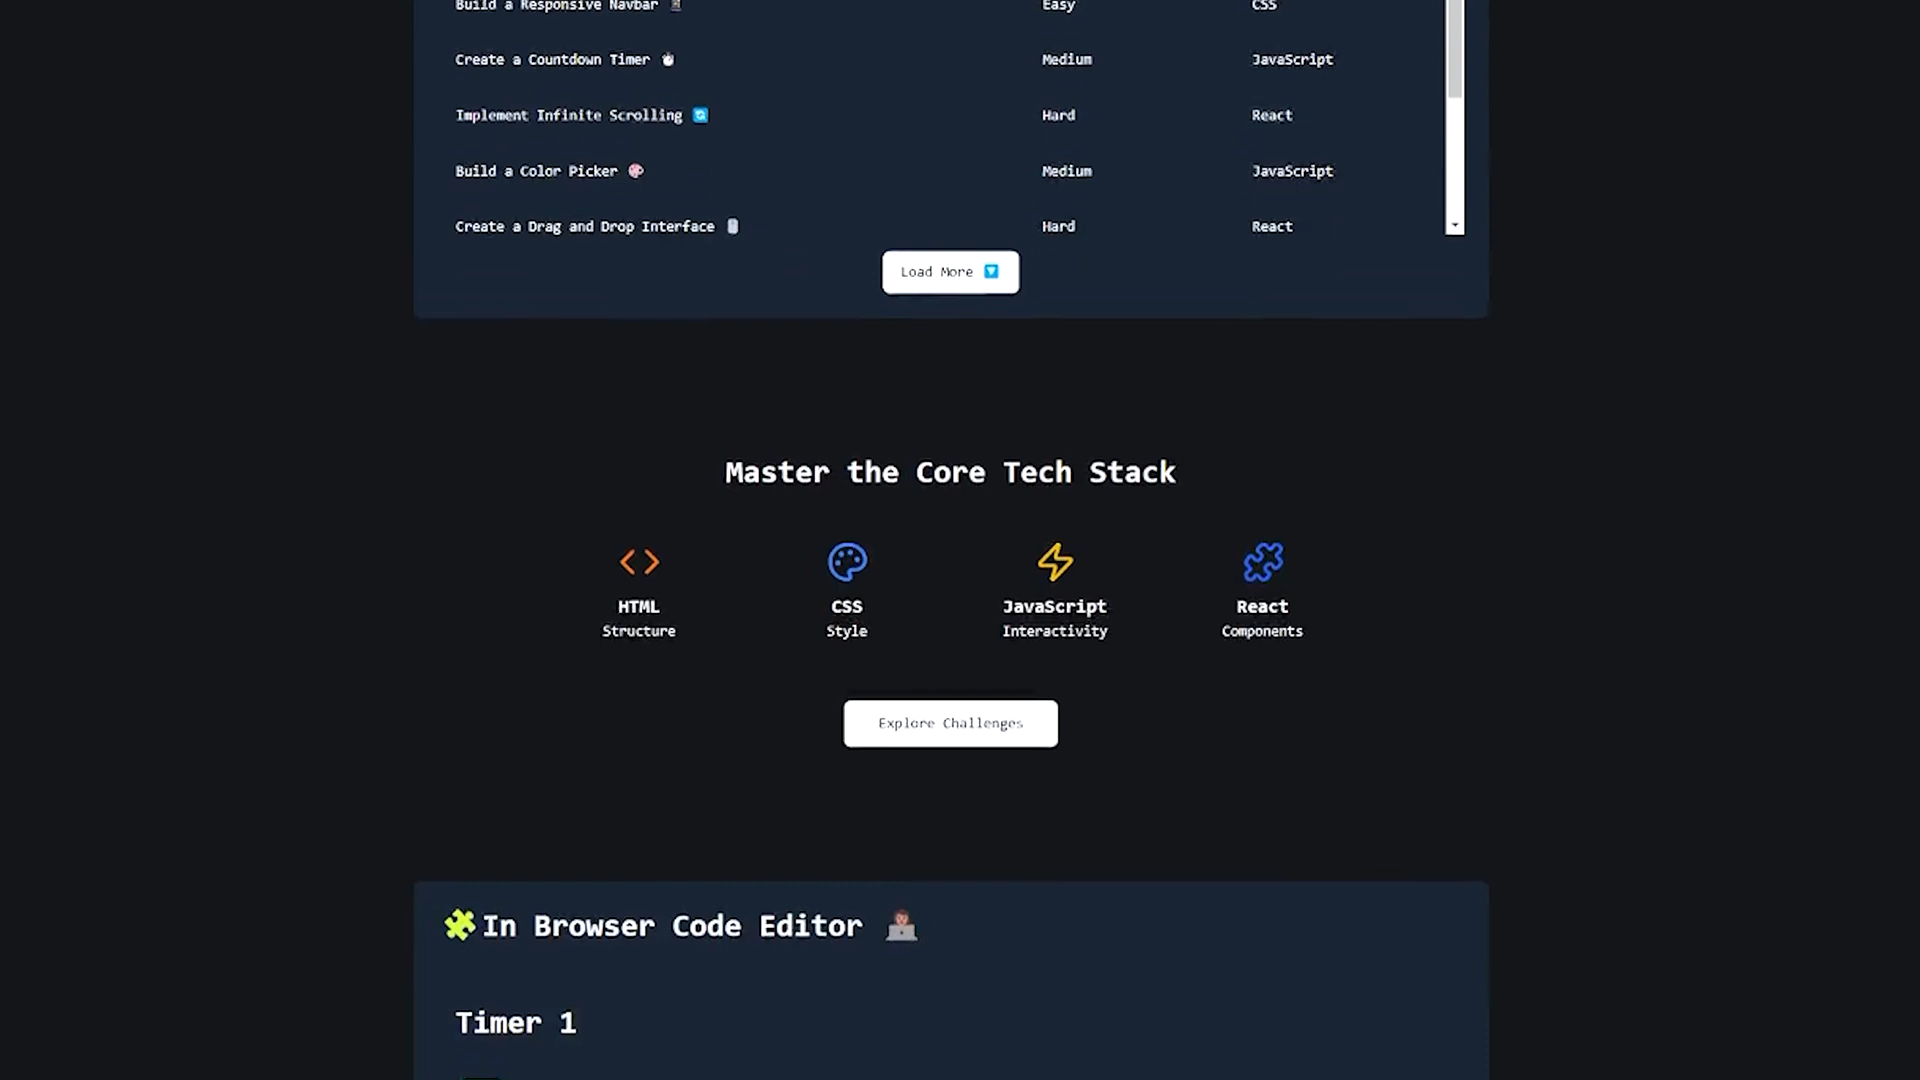 Build a Responsive Navbar Easy CSS
Create a Countdown Timer Medium JavaScript
Implement Infinite Scrolling Hard React
Build a Color Picker Medium JavaScript
Create a Drag and Drop Interface Hard React
Load More
Master the Core Tech Stack
HTML CSS JavaScript React
Structure Style Interactivity Components
Explore Challenges
In Browser Code Editor
Timer 1